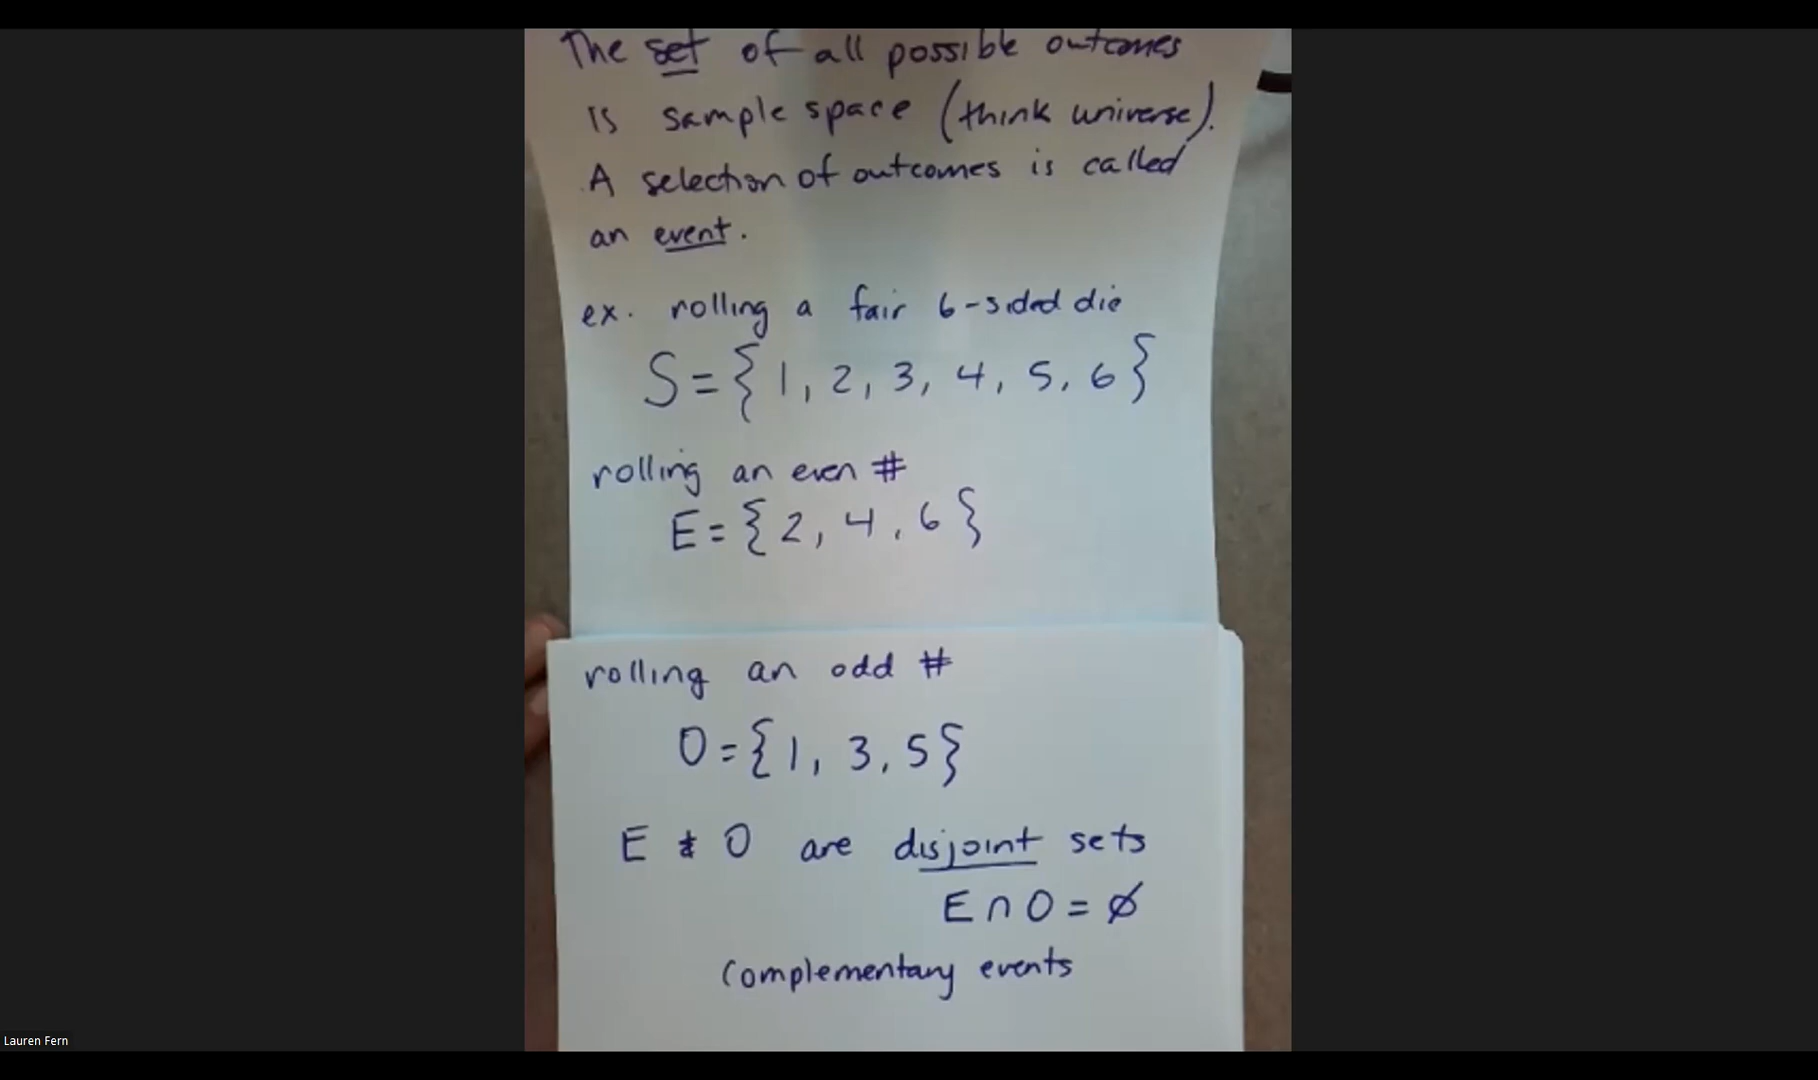 The set of all possible outcomes
is sample space (think universe).
A selection of outcomes is called
an event.
ex. rolling a fair 6-sided die
S = { 1, 2, 3, 4, 5, 6 }
rolling an even #
E = { 2, 4, 6 }
rolling an odd #
O = { 1, 3, 5 }
E & O are disjoint sets
E ∩ O = ∅
Complementary events
Lauren Fern